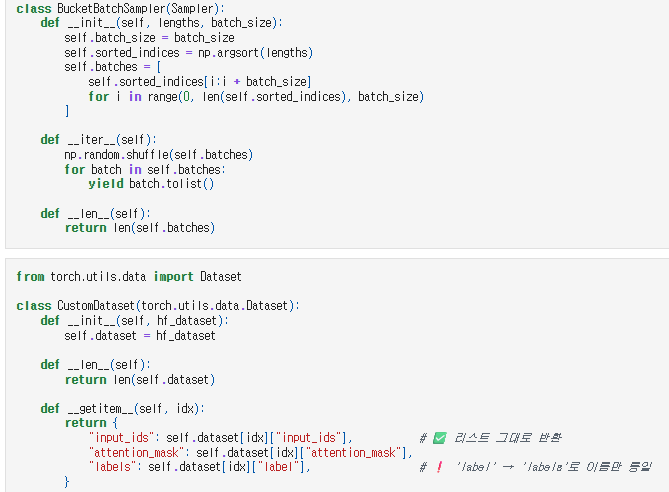 class BucketBatchSampler(Sampler):
    def __init__(self, lengths, batch_size):
        self.batch_size = batch_size
        self.sorted_indices = np.argsort(lengths)
        self.batches = [
            self.sorted_indices[i:i + batch_size]
            for i in range(0, len(self.sorted_indices), batch_size)
        ]
    def __iter__(self):
        np.random.shuffle(self.batches)
        for batch in self.batches:
            yield batch.tolist()
    def __len__(self):
        return len(self.batches)
from torch.utils.data import Dataset
class CustomDataset(torch.utils.data.Dataset):
    def __init__(self, hf_dataset):
        self.dataset = hf_dataset
    def __len__(self):
        return len(self.dataset)
    def __getitem__(self, idx):
        return {
            "input_ids": self.dataset[idx]["input_ids"],          # ✅ 리스트 그대로 반환
            "attention_mask": self.dataset[idx]["attention_mask"],
            "labels": self.dataset[idx]["label"],                 # ❗ 'label' → 'labels'로 이름만 통일
        }